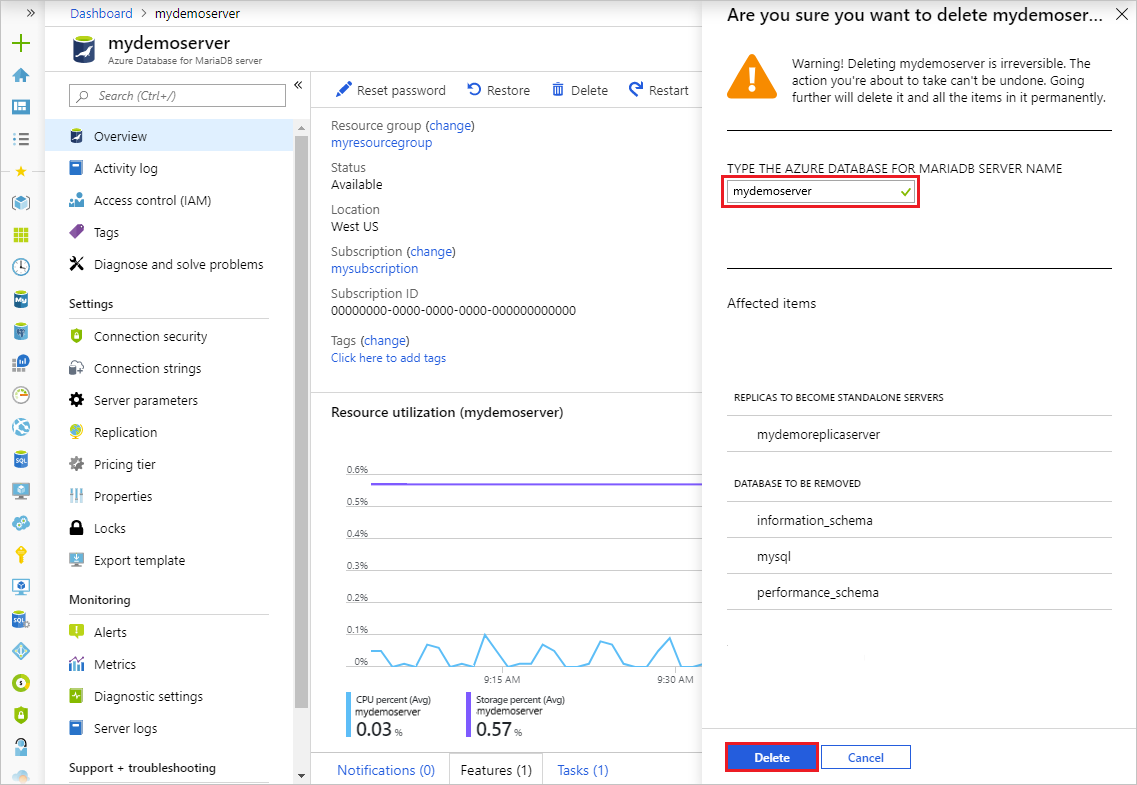 Dashboard > mydemoserver
mydemoserver
Azure Database for MariaDB server
Search (Ctrl+/)
Overview
Activity log
Access control (IAM)
Tags
Diagnose and solve problems
Settings
Connection security
Connection strings
Server parameters
Replication
Pricing tier
Properties
Locks
Export template
Monitoring
Alerts
Metrics
Diagnostic settings
Server logs
Support + troubleshooting
Reset password
Restore
Delete
Restart
Resource group (change)
myresourcegroup
Status
Available
Location
West US
Subscription (change)
mysubscription
Subscription ID
00000000-0000-0000-0000-000000000000
Tags (change)
Click here to add tags
Resource utilization (mydemoserver)
0.6%
0.5%
0.4%
0.3%
0.2%
0.1%
0%
9:15 AM
9:30 AM
CPU percent (Avg)
mydemoserver
0.03 %
Storage percent (Avg)
mydemoserver
0.57 %
Notifications (0)
Features (1)
Tasks (1)
Are you sure you want to delete mydemoser...
Warning! Deleting mydemoserver is irreversible. The
action you're about to take can't be undone. Going
further will delete it and all the items in it permanently.
TYPE THE AZURE DATABASE FOR MARIADB SERVER NAME
mydemoserver
Affected items
REPLICAS TO BECOME STANDALONE SERVERS
mydemoreplicaserver
DATABASE TO BE REMOVED
information_schema
mysql
performance_schema
Delete
Cancel